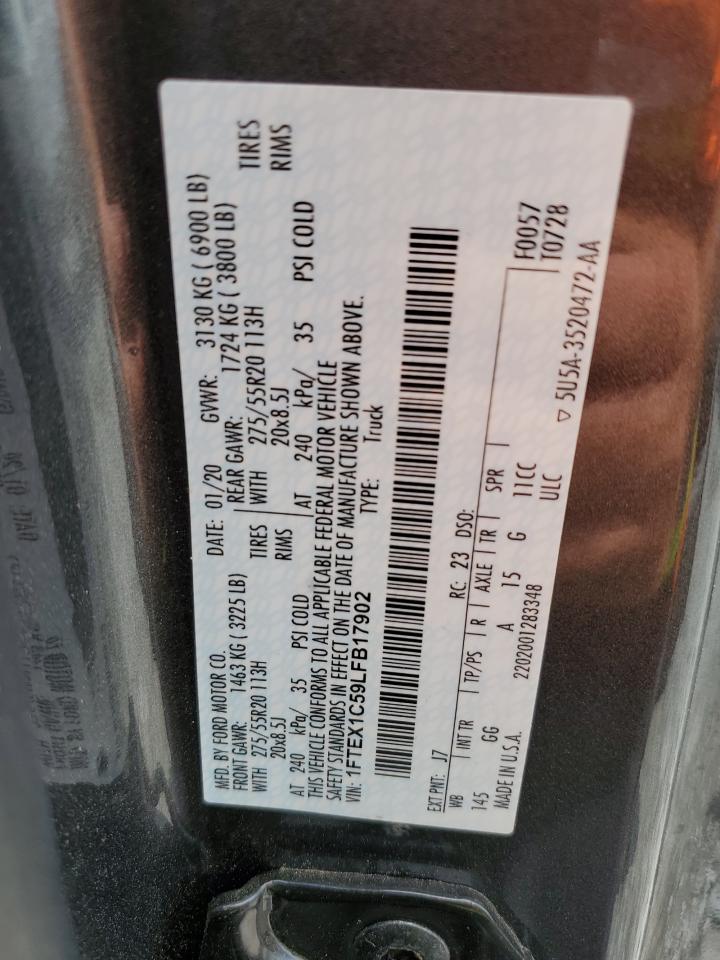 MFD. BY FORD MOTOR CO.
DATE: 01/20 GVWR: 3130 KG ( 6900 LB)
FRONT GAWR: 1463 KG ( 3225 LB)
REAR GAWR: 1724 KG ( 3800 LB)
WITH 275/55R20 113H TIRES
WITH 275/55R20 113H TIRES
20x8.5J RIMS
20x8.5J RIMS
AT 240 kPa/ 35 PSI COLD
AT 240 kPa/ 35 PSI COLD
THIS VEHICLE CONFORMS TO ALL APPLICABLE FEDERAL MOTOR VEHICLE
SAFETY STANDARDS IN EFFECT ON THE DATE OF MANUFACTURE SHOWN ABOVE.
VIN: 1FTEX1C59LFB17902 TYPE: Truck
F0057
T0728
EXT PNT: J7 RC: 23 DSO:
WB INT TR TP/PS R AXLE TR SPR
145 GG A 15 G 11CC
MADE IN U.S.A. 2202001283348 ULC
▽ 5U5A-3520472-AA